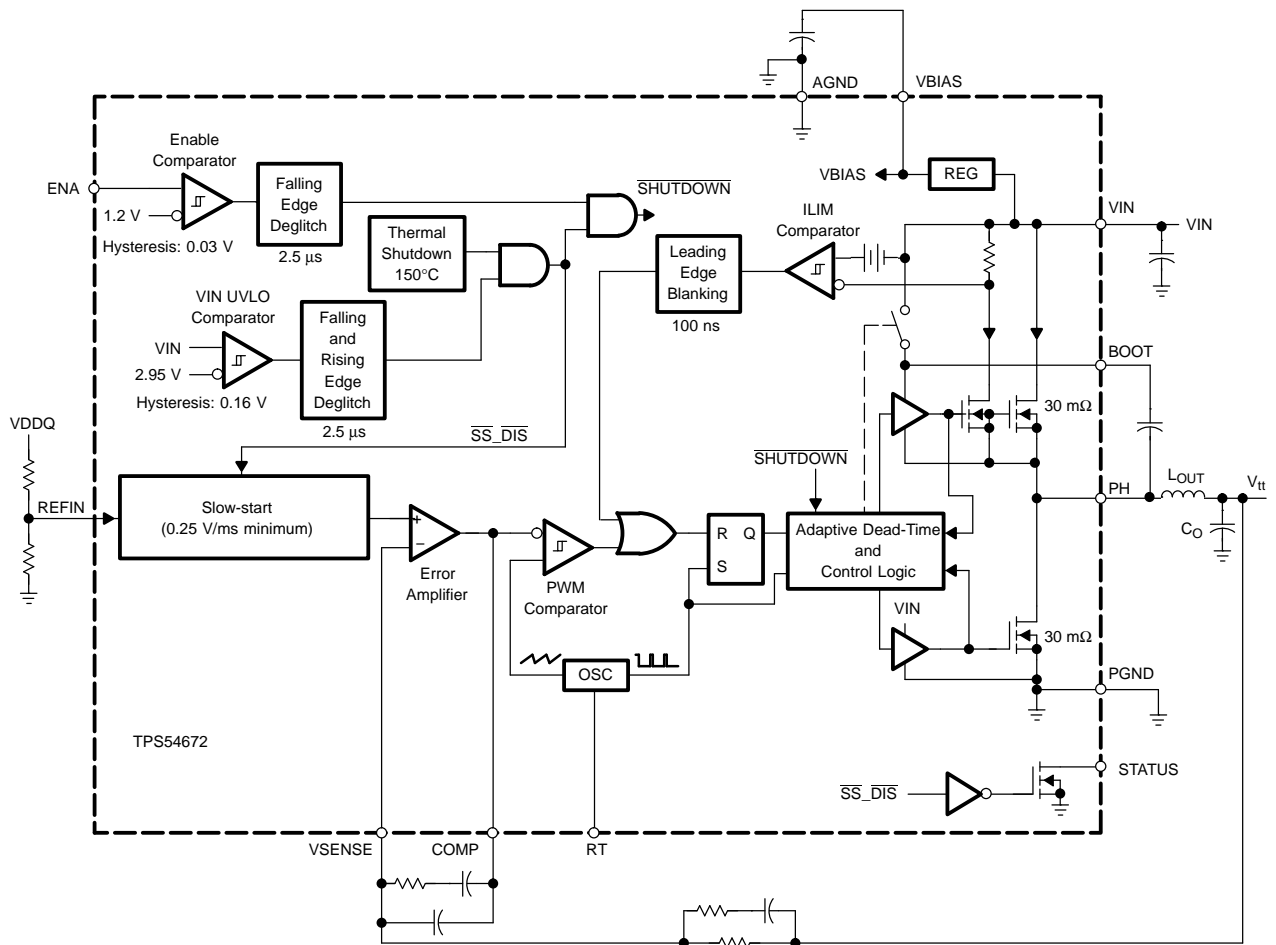 AGND
VBIAS
Enable
Comparator
ENA
1.2 V
Hysteresis: 0.03 V
Falling
Edge
Deglitch
2.5 µs
SHUTDOWN
VBIAS
REG
VIN
VIN
Thermal
Shutdown
150°C
Leading
Edge
Blanking
100 ns
ILIM
Comparator
VIN UVLO
Comparator
VIN
2.95 V
Hysteresis: 0.16 V
Falling
and
Rising
Edge
Deglitch
2.5 µs
BOOT
30 mΩ
VDDQ
SS_DIS
REFIN
Slow-start
(0.25 V/ms minimum)
+
−
Error
Amplifier
PWM
Comparator
R Q
S
SHUTDOWN
Adaptive Dead-Time
and
Control Logic
PH
LOUT
Vtt
CO
VIN
30 mΩ
OSC
PGND
TPS54672
SS_DIS
STATUS
VSENSE
COMP
RT